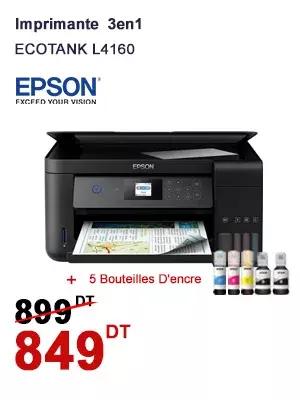 Imprimante 3en1
ECOTANK L4160
EPSON
EXCEED YOUR VISION
EPSON
+ 5 Bouteilles D'encre
899 DT
849 DT